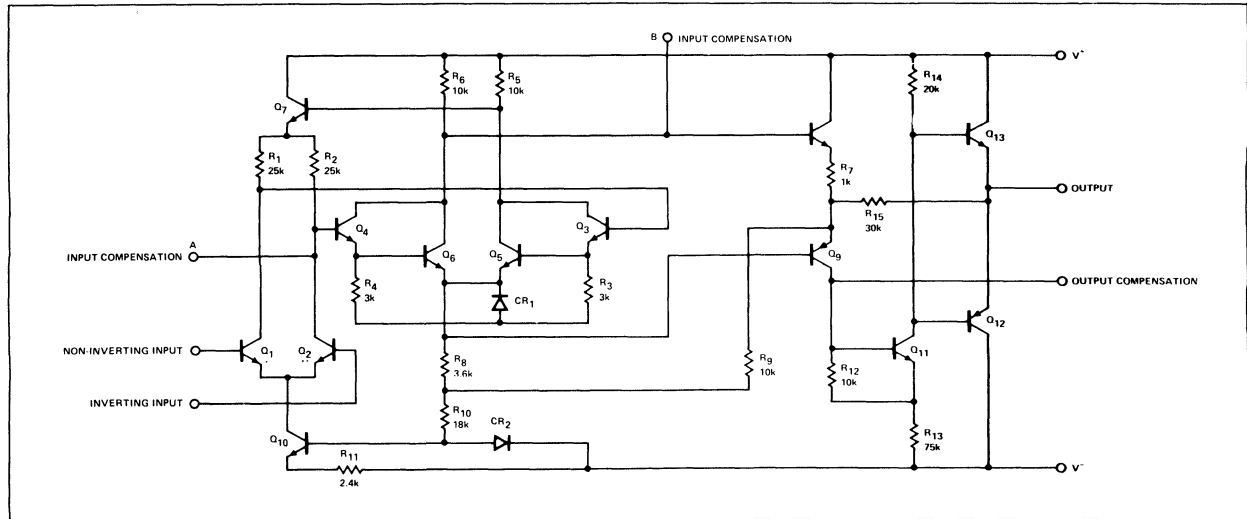 B INPUT COMPENSATION
V+
R6
10k
R5
10k
R14
20k
Q7
Q13
R1
25k
R2
25k
R7
1k
OUTPUT
R15
30k
Q4
Q3
A
INPUT COMPENSATION
Q6
Q5
Q9
R4
3k
CR1
R3
3k
OUTPUT COMPENSATION
Q12
NON-INVERTING INPUT
Q1
Q2
R8
3.6k
R9
10k
Q11
R12
10k
INVERTING INPUT
R10
18k
CR2
Q10
R13
75k
R11
2.4k
V-